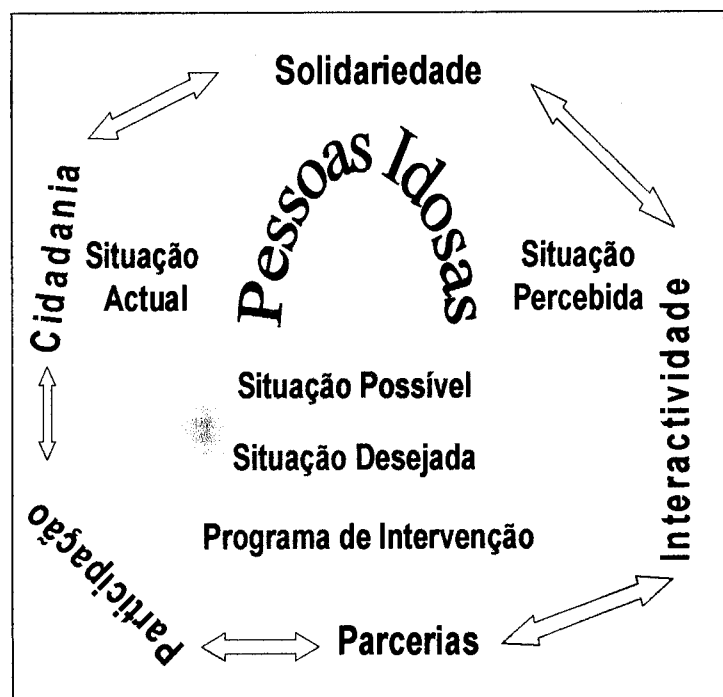 Solidariedade
Pessoas Idosas
Cidadania
Situação
Actual
Situação
Percebida
Interactividade
Situação Possível
Situação Desejada
Programa de Intervenção
Participação
Parcerias